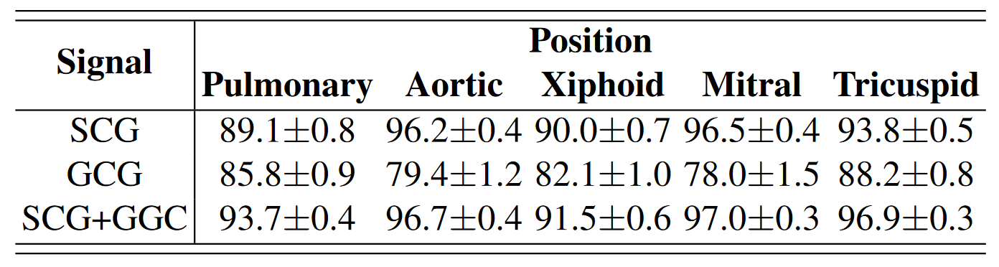 Signal Position
Pulmonary Aortic Xiphoid Mitral Tricuspid
SCG 89.1±0.8 96.2±0.4 90.0±0.7 96.5±0.4 93.8±0.5
GCG 85.8±0.9 79.4±1.2 82.1±1.0 78.0±1.5 88.2±0.8
SCG+GGC 93.7±0.4 96.7±0.4 91.5±0.6 97.0±0.3 96.9±0.3